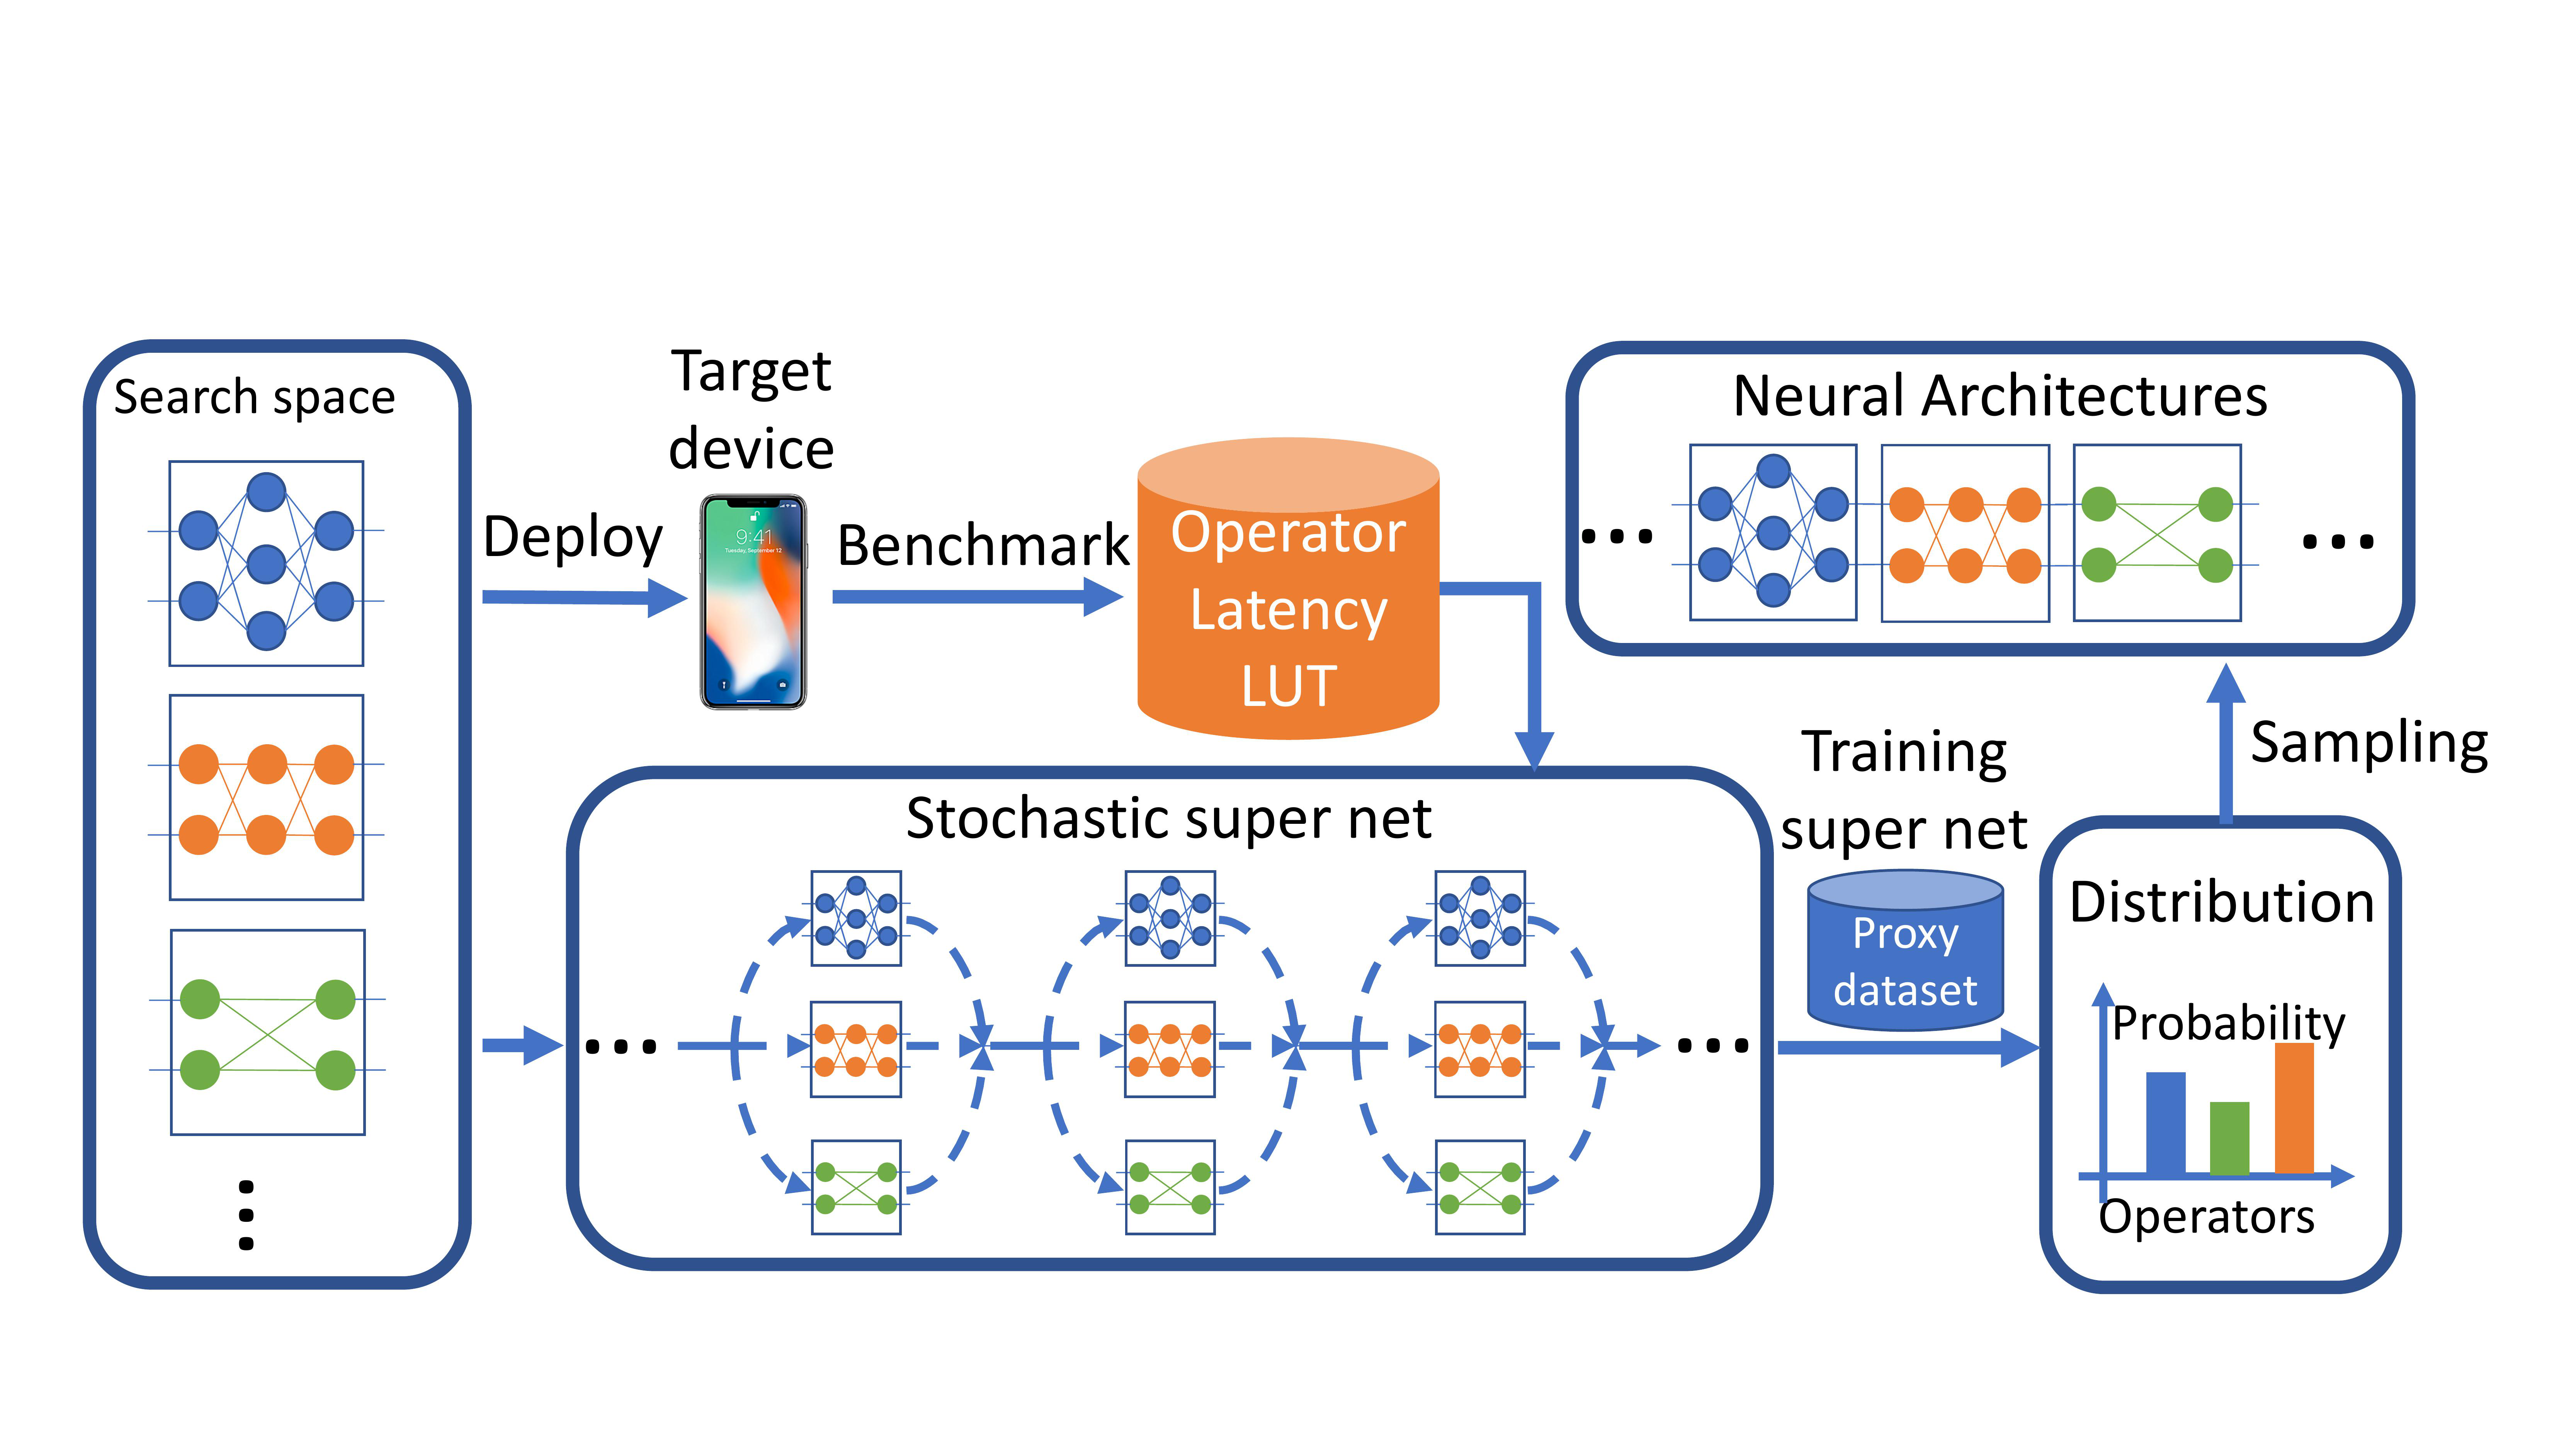 Search space
Deploy
Target
device
9:41
Tuesday, September 12
Benchmark
Operator
Latency
LUT
Neural Architectures
...
...
Stochastic super net
...
...
Training
super net
Proxy
dataset
Sampling
Distribution
Probability
Operators